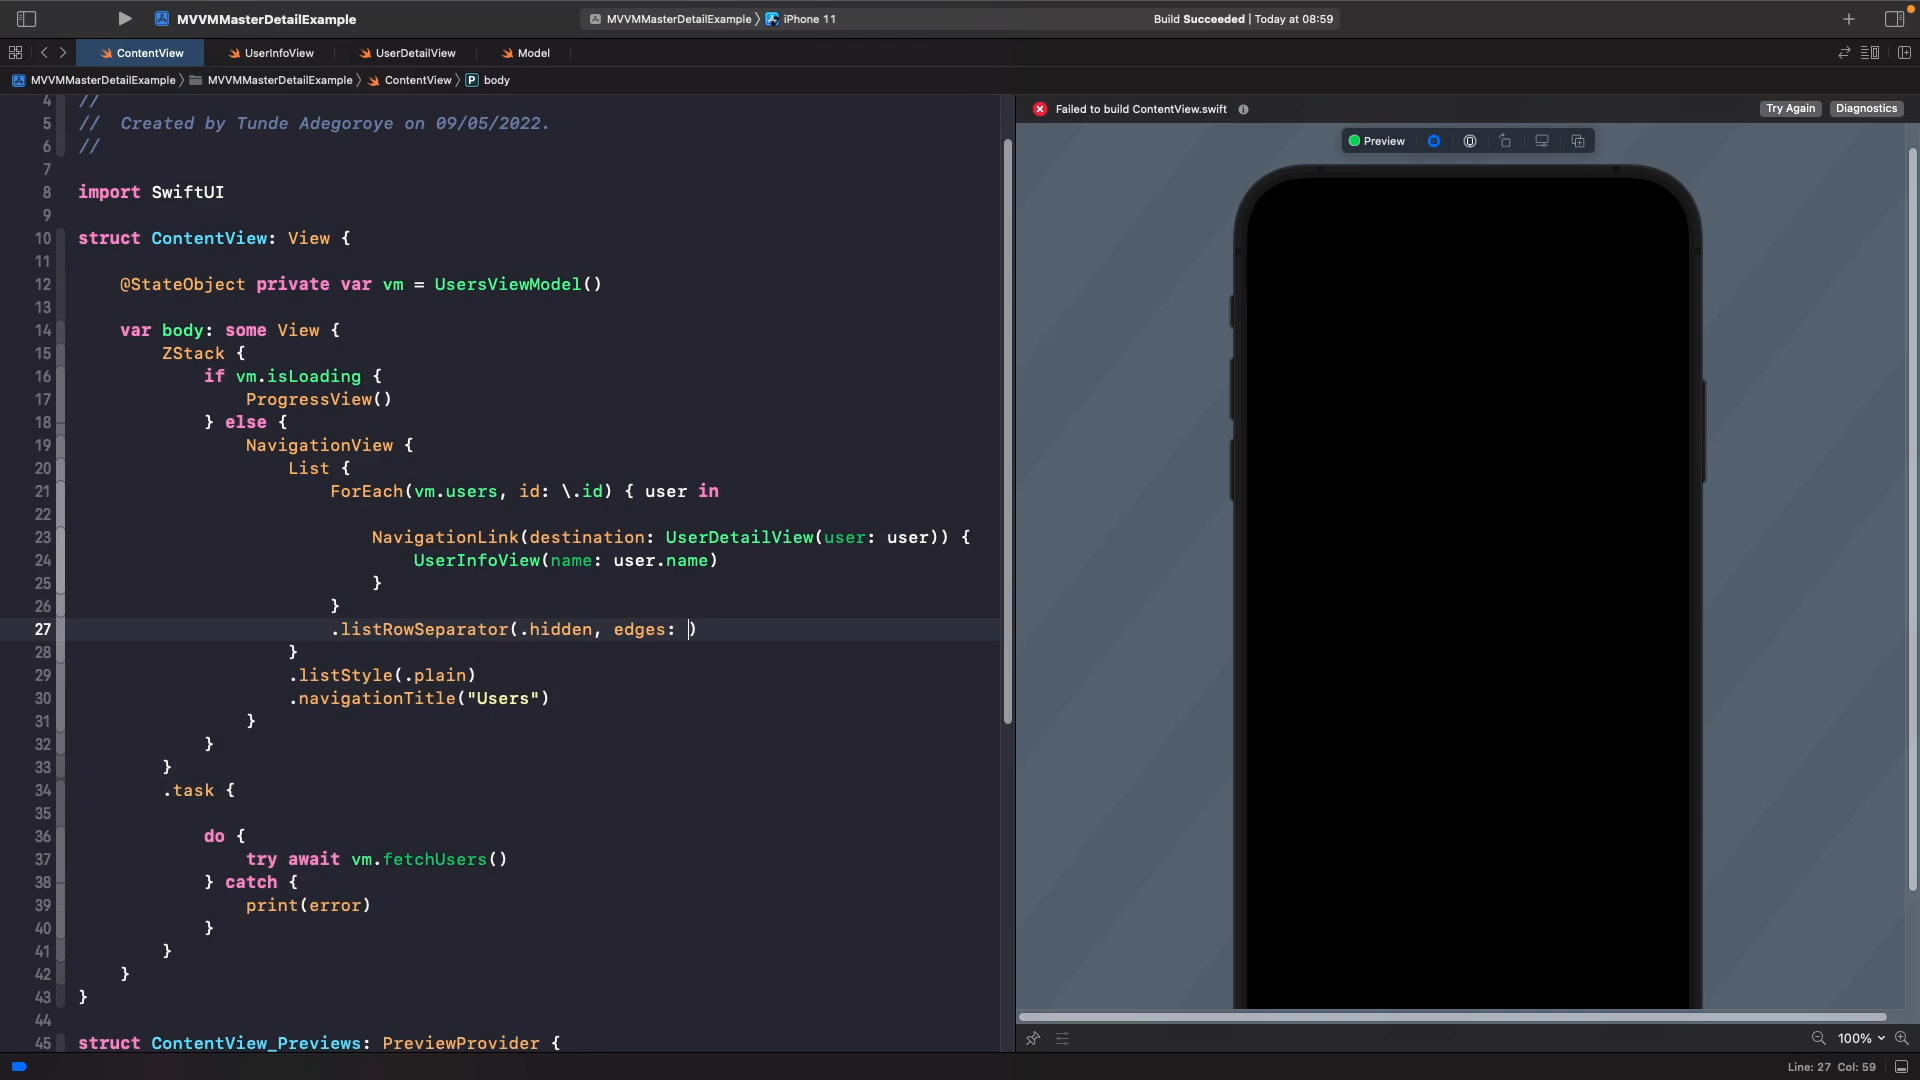 MVVMMasterDetailExample
MVVMMasterDetailExample 〉 iPhone 11
Build Succeeded | Today at 08:59
ContentView
UserInfoView
UserDetailView
Model
MVVMMasterDetailExample 〉 MVVMMasterDetailExample 〉 ContentView 〉 P body
4 //
5 //  Created by Tunde Adegoroye on 09/05/2022.
6 //
7
8 import SwiftUI
9
10 struct ContentView: View {
11
12     @StateObject private var vm = UsersViewModel()
13
14     var body: some View {
15         ZStack {
16             if vm.isLoading {
17                 ProgressView()
18             } else {
19                 NavigationView {
20                     List {
21                         ForEach(vm.users, id: \.id) { user in
22
23                             NavigationLink(destination: UserDetailView(user: user)) {
24                                 UserInfoView(name: user.name)
25                             }
26                         }
27                         .listRowSeparator(.hidden, edges: )
28                     }
29                     .listStyle(.plain)
30                     .navigationTitle("Users")
31                 }
32             }
33         }
34         .task {
35
36             do {
37                 try await vm.fetchUsers()
38             } catch {
39                 print(error)
40             }
41         }
42     }
43 }
44
45 struct ContentView_Previews: PreviewProvider {
Failed to build ContentView.swift
Try Again
Diagnostics
Preview
100%
Line: 27 Col: 59